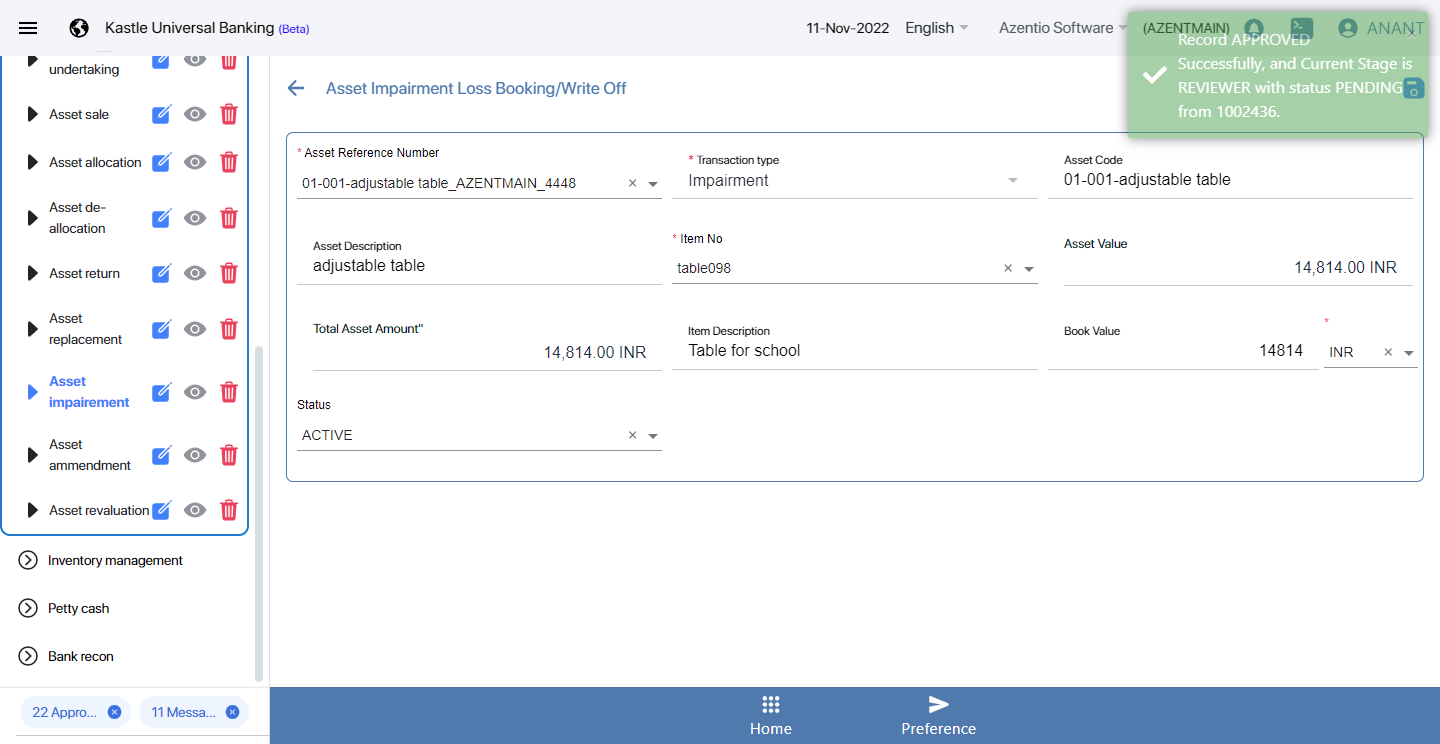 Kastle Universal Banking (Beta)
11-Nov-2022
English
Azentio Software
(AZENTMAIN)
ANANT
Record APPROVED
Successfully, and Current Stage is
REVIEWER with status PENDING
from 1002436.
undertaking
Asset sale
Asset allocation
Asset de-
allocation
Asset return
Asset
replacement
Asset
impairement
Asset
ammendment
Asset revaluation
Inventory management
Petty cash
Bank recon
22 Appro...
11 Messa...
Asset Impairment Loss Booking/Write Off
* Asset Reference Number
01-001-adjustable table_AZENTMAIN_4448
* Transaction type
Impairment
Asset Code
01-001-adjustable table
Asset Description
adjustable table
* Item No
table098
Asset Value
14,814.00 INR
Total Asset Amount"
14,814.00 INR
Item Description
Table for school
Book Value
14814
*
INR
Status
ACTIVE
Home
Preference